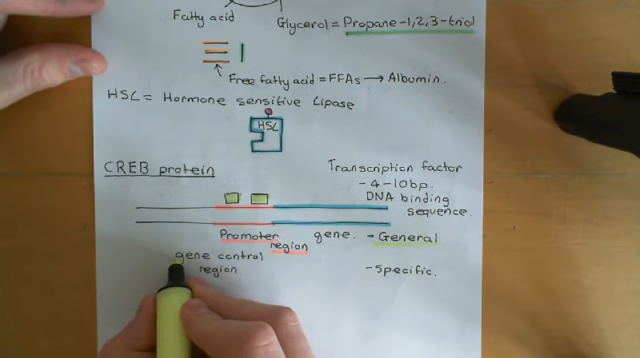 Fatty acid
Glycerol = Propane-1,2,3-triol
Free fatty acid = FFAs → Albumin.
HSL = Hormone sensitive Lipase
HSL
CREB protein
Transcription factor
- 4-10bp.
DNA binding
sequence.
Promoter
region
gene.
- General
gene control
region
- Specific.